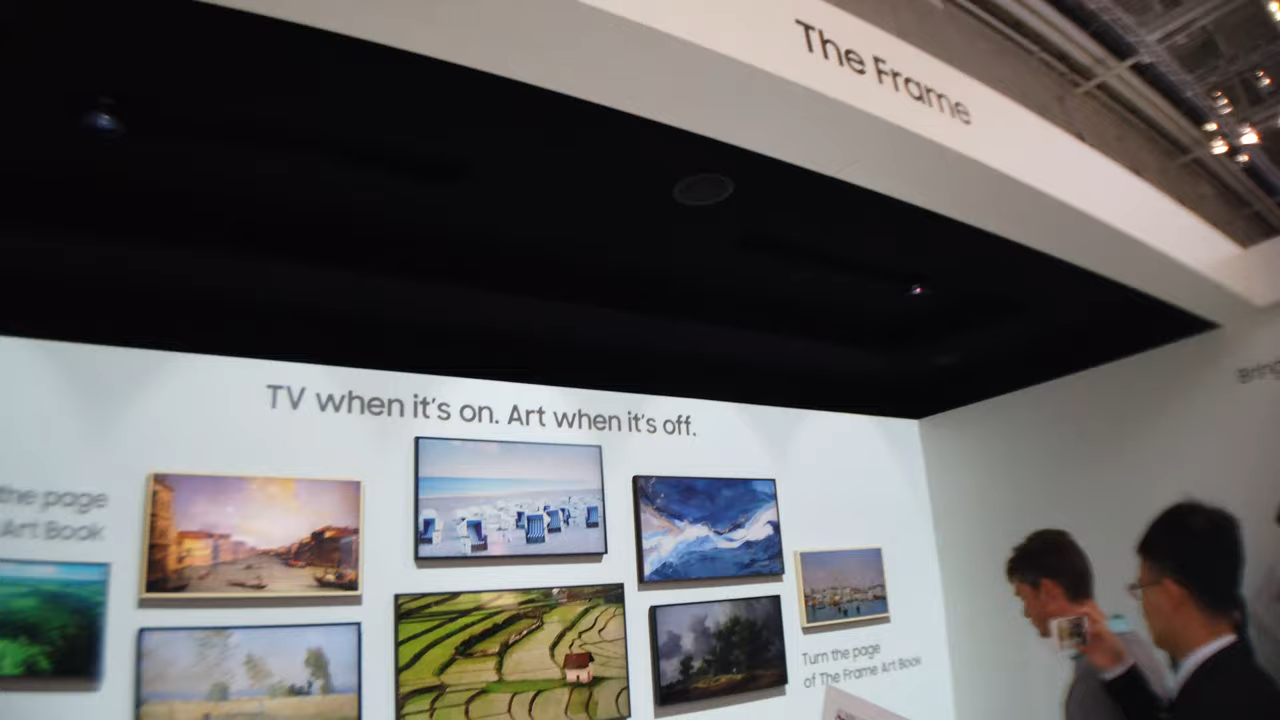 The Frame
TV when it's on. Art when it's off.
the page
Art Book
Turn the page
of The Frame Art Book